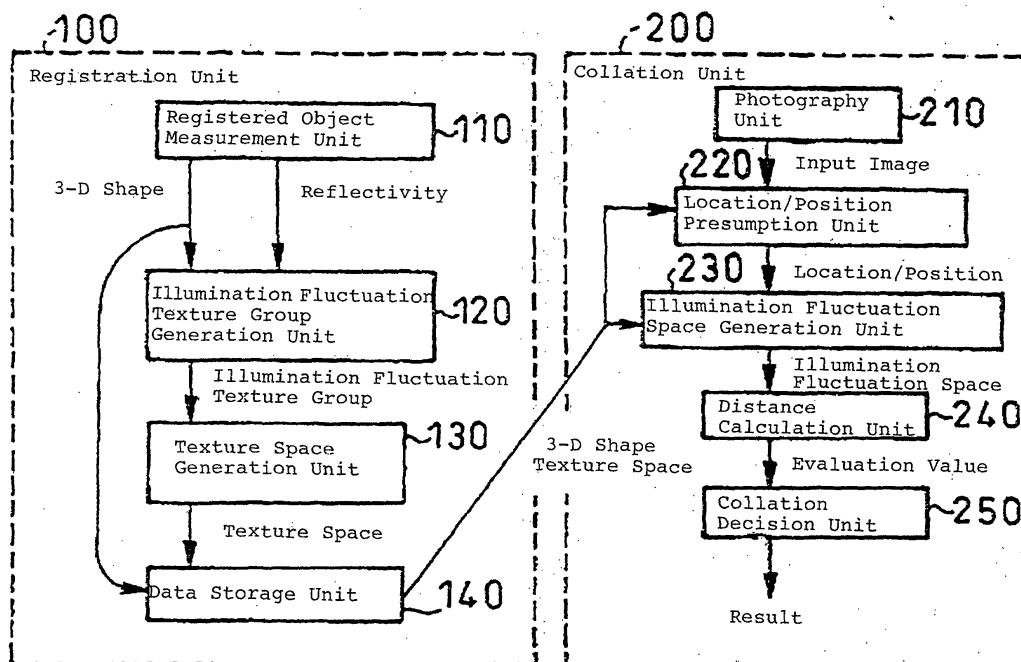 100
Registration Unit
Registered Object
Measurement Unit
110
3-D Shape
Reflectivity
Illumination Fluctuation
Texture Group
Generation Unit
120
Illumination Fluctuation
Texture Group
Texture Space
Generation Unit
130
Texture Space
Data Storage Unit
140
3-D Shape
Texture Space
200
Collation Unit
Photography
Unit
210
Input Image
220
Location/Position
Presumption Unit
Location/Position
230
Illumination Fluctuation
Space Generation Unit
Illumination
Fluctuation Space
Distance
Calculation Unit
240
Evaluation Value
Collation
Decision Unit
250
Result